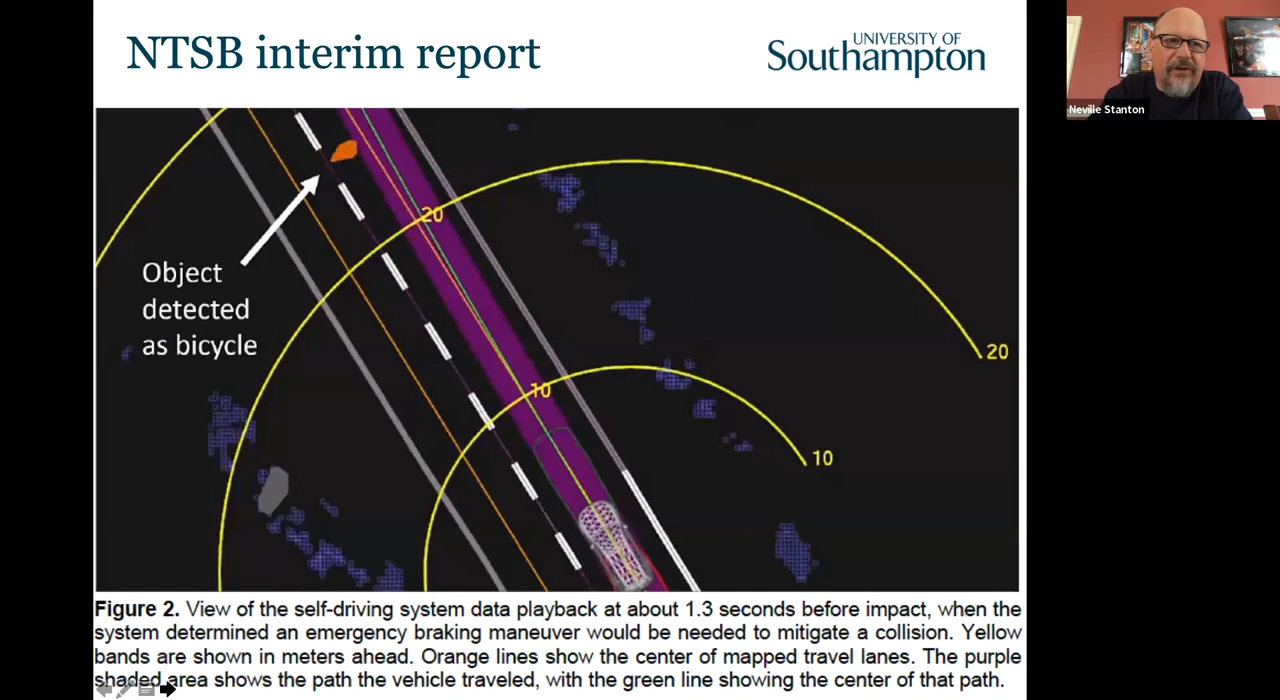 NTSB interim report
UNIVERSITY OF
Southampton
Neville Stanton
20
Object
detected
as bicycle
20
10
10
Figure 2. View of the self-driving system data playback at about 1.3 seconds before impact, when the
system determined an emergency braking maneuver would be needed to mitigate a collision. Yellow
bands are shown in meters ahead. Orange lines show the center of mapped travel lanes. The purple
shaded area shows the path the vehicle traveled, with the green line showing the center of that path.